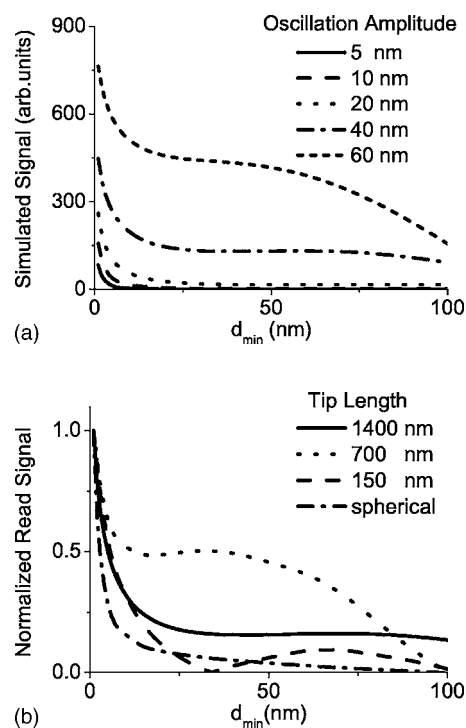 Oscillation Amplitude
5 nm
10 nm
20 nm
40 nm
60 nm
Simulated Signal (arb.units)
900
600
300
0
0
50
100
d_min (nm)
(a)
Tip Length
1400 nm
700 nm
150 nm
spherical
Normalized Read Signal
1.0
0.5
0.0
0
50
100
d_min (nm)
(b)